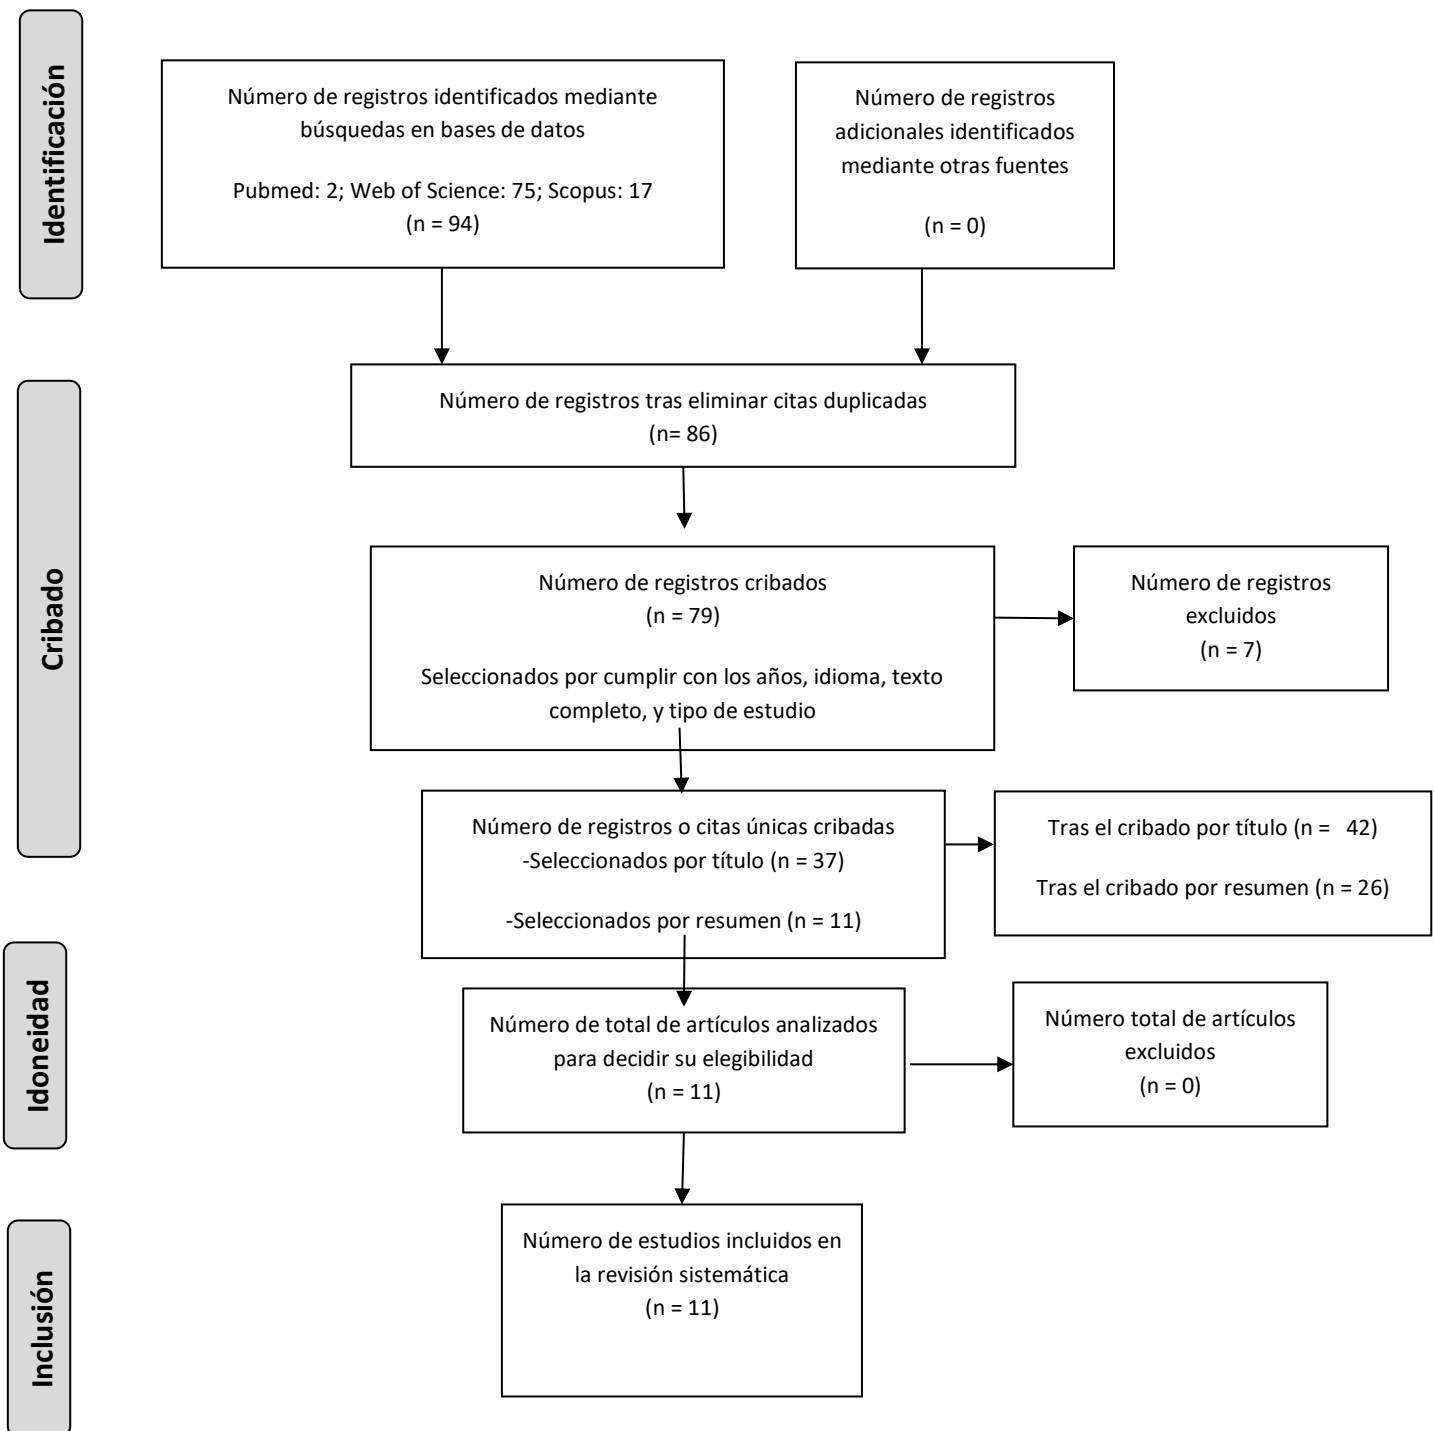 Identificación
Número de registros identificados mediante
búsquedas en bases de datos
Pubmed: 2; Web of Science: 75; Scopus: 17
(n = 94)
Número de registros
adicionales identificados
mediante otras fuentes
(n = 0)
Cribado
Número de registros tras eliminar citas duplicadas
(n= 86)
Número de registros cribados
(n = 79)
Seleccionados por cumplir con los años, idioma, texto
completo, y tipo de estudio
Número de registros
excluidos
(n = 7)
Número de registros o citas únicas cribadas
-Seleccionados por título (n = 37)
-Seleccionados por resumen (n = 11)
Tras el cribado por título (n =   42)
Tras el cribado por resumen (n = 26)
Idoneidad
Número de total de artículos analizados
para decidir su elegibilidad
(n = 11)
Número total de artículos
excluidos
(n = 0)
Inclusión
Número de estudios incluidos en
la revisión sistemática
(n = 11)